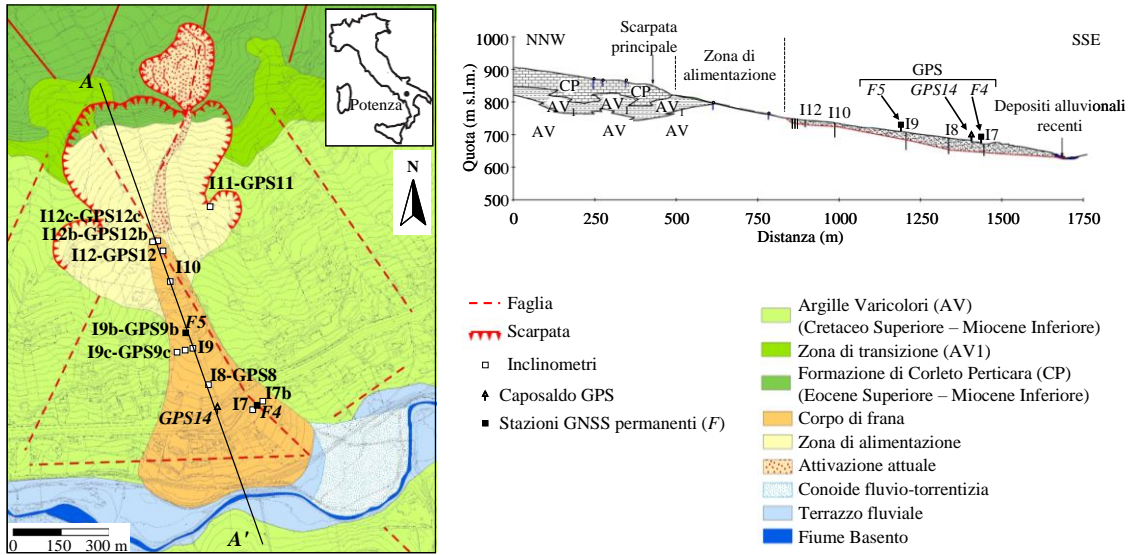 A
Potenza
N
I11-GPS11
I12c-GPS12c
I12b-GPS12b
I12-GPS12
I10
I9b-GPS9b
F5
I9c-GPS9c
I9
I8-GPS8
I7b
GPS14
I7
F4
0 150 300 m
A'
1000
900
800
700
600
500
Quota (m s.l.m.)
NNW
Scarpata
principale
Zona di
alimentazione
SSE
GPS
F5
GPS14
F4
Depositi alluvionali
recenti
CP
CP
AV1
AV1
AV1
AV
AV
AV
I12
I10
I9
I8
I7
0
250
500
750
1000
1250
1500
1750
Distanza (m)
Faglia
Scarpata
Inclinometri
Caposaldo GPS
Stazioni GNSS permanenti (F)
Argille Varicolori (AV)
(Cretaceo Superiore – Miocene Inferiore)
Zona di transizione (AV1)
Formazione di Corleto Perticara (CP)
(Eocene Superiore – Miocene Inferiore)
Corpo di frana
Zona di alimentazione
Attivazione attuale
Conoide fluvio-torrentizia
Terrazzo fluviale
Fiume Basento